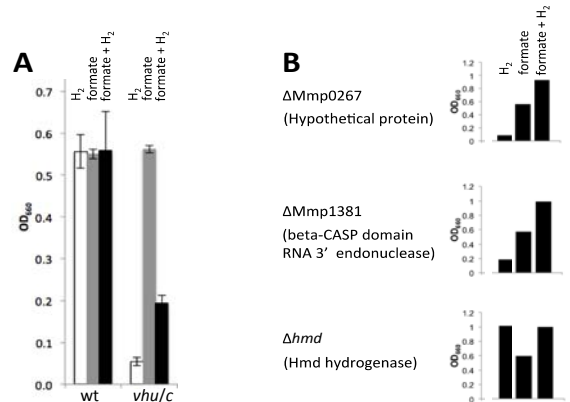 A
H2
formate
formate + H2
0.7
0.6
0.5
0.4
0.3
0.2
0.1
0.0
OD660
wt
vhu/c
B
H2
formate
formate + H2
ΔMmp0267
(Hypothetical protein)
OD660
1.2
1
0.8
0.6
0.4
0.2
0
ΔMmp1381
(beta-CASP domain
RNA 3’ endonuclease)
OD660
1.2
1
0.8
0.6
0.4
0.2
0
Δhmd
(Hmd hydrogenase)
OD660
1.2
1
0.8
0.6
0.4
0.2
0